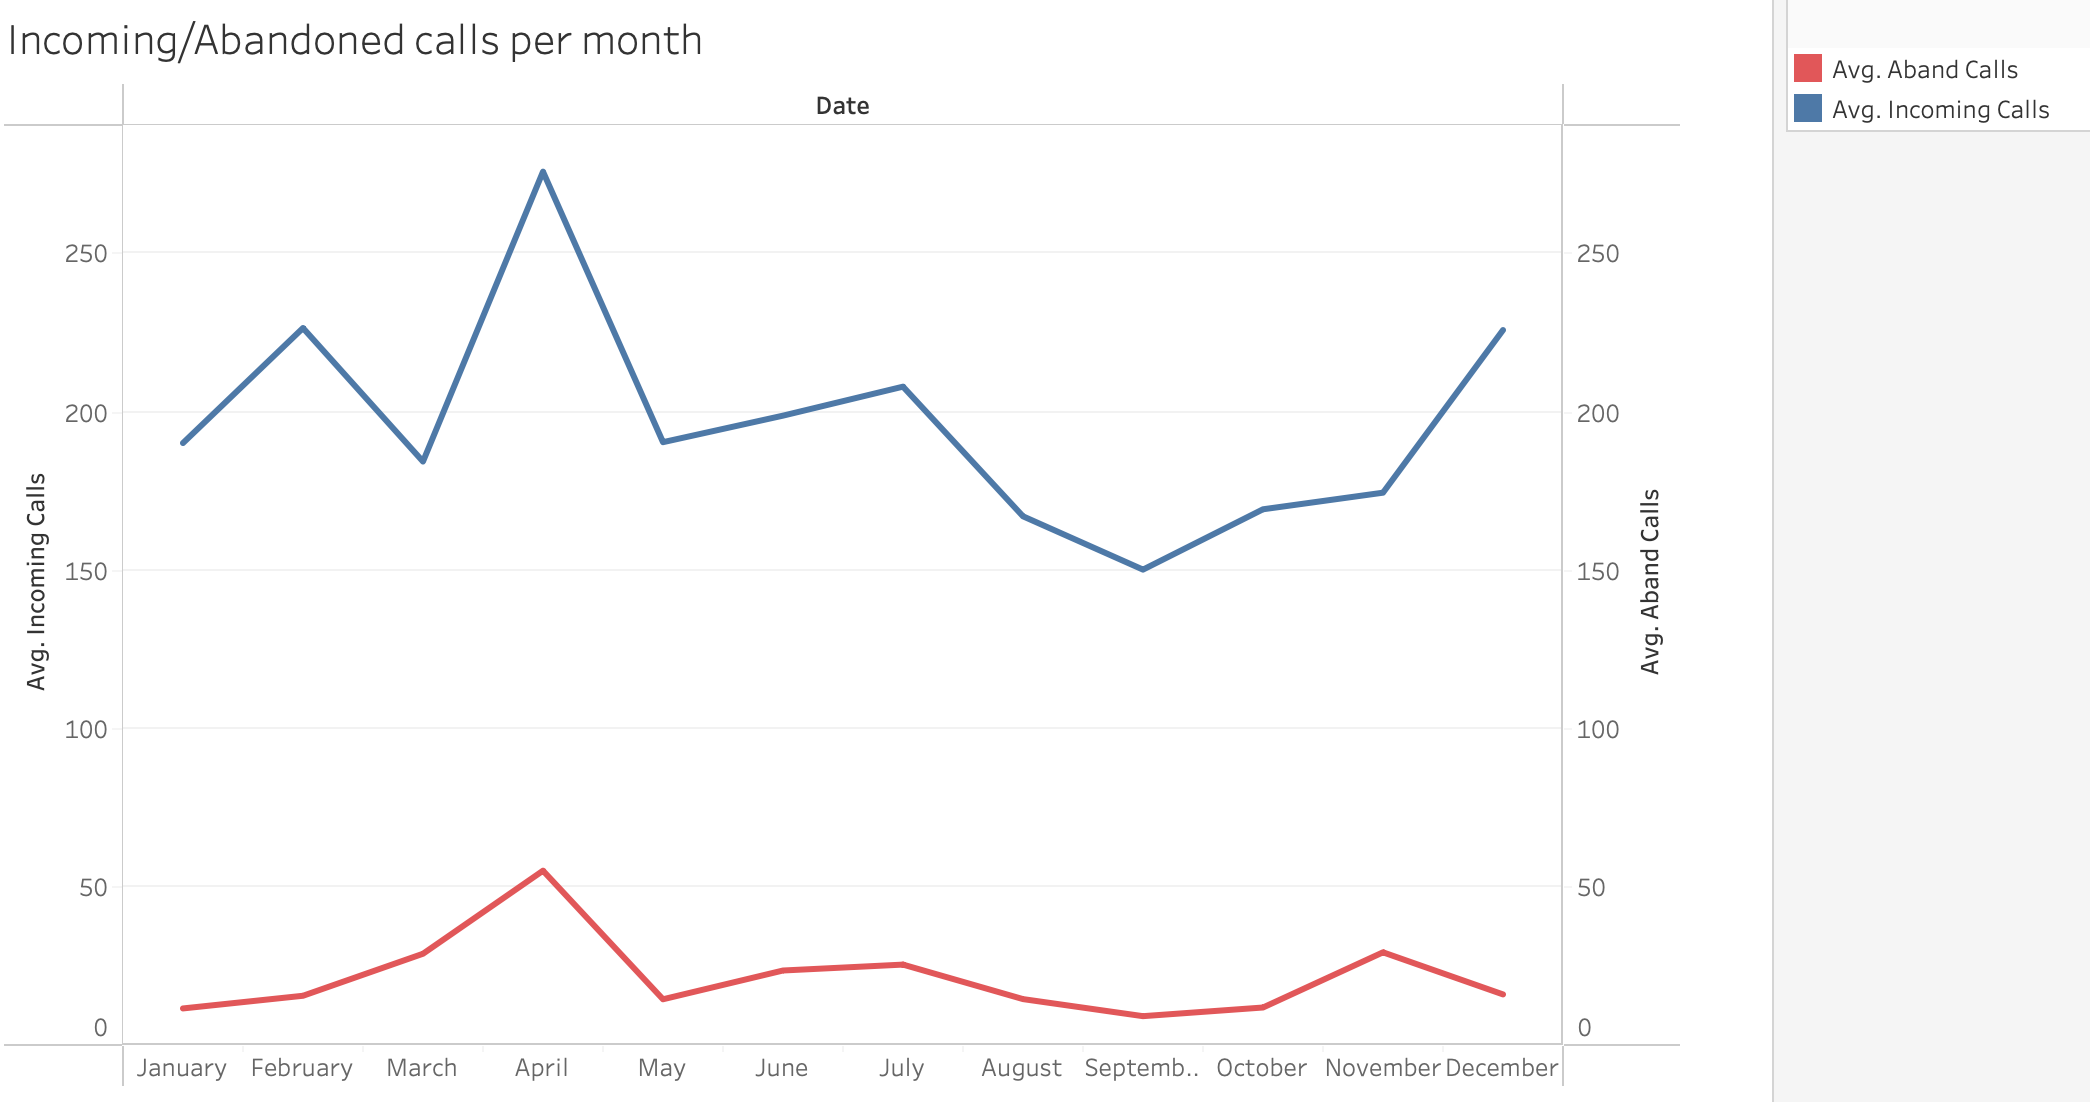 Incoming/Abandoned calls per month
Avg. Aband Calls
Avg. Incoming Calls
Date
250
200
150
100
50
0
Avg. Incoming Calls
250
200
150
100
50
0
Avg. Aband Calls
January February March April May June July August Septemb.. October November December